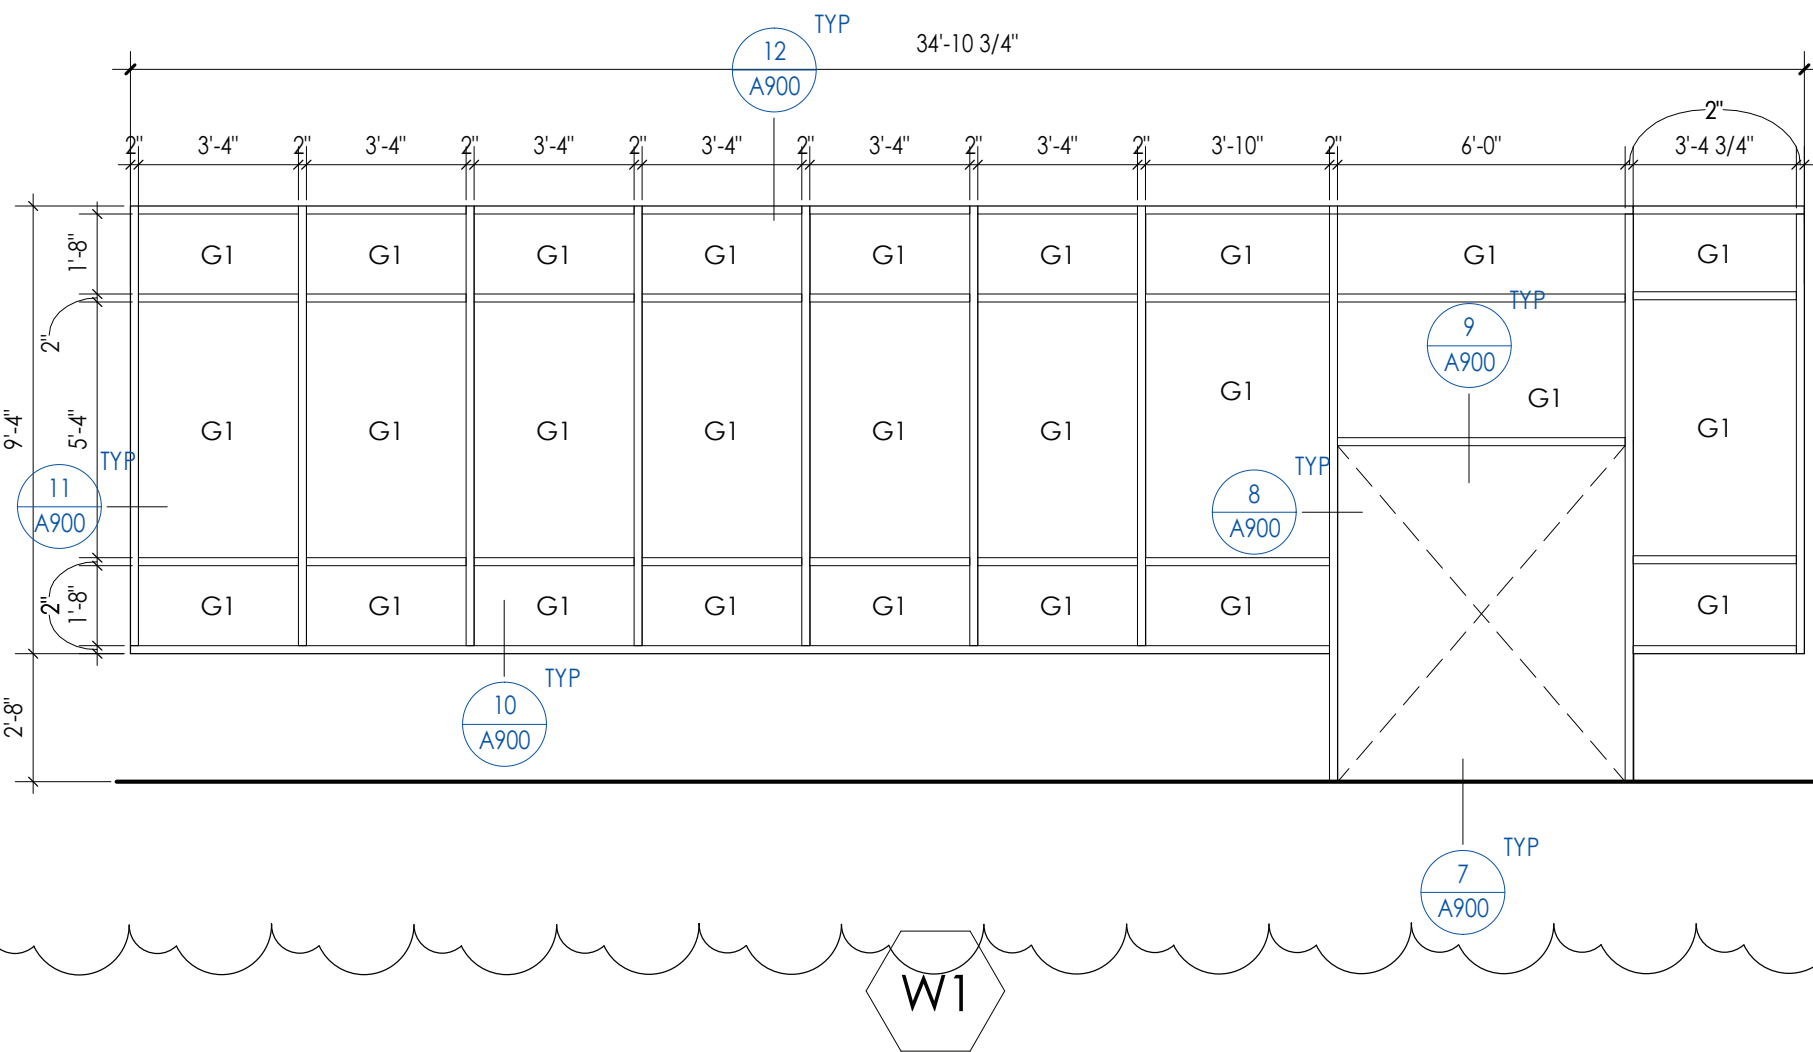 TYP
12
A900
34'-10 3/4"
2"
2" 3'-4" 2" 3'-4" 2" 3'-4" 2" 3'-4" 2" 3'-4" 2" 3'-4" 2" 3'-10" 2" 6'-0" 3'-4 3/4"
1'-8"
G1 G1 G1 G1 G1 G1 G1 G1 G1
TYP
9
A900
2"
G1
G1
9'-4"
5'-4"
G1 G1 G1 G1 G1 G1 G1
TYP
11
A900
TYP
8
A900
2"
1'-8"
G1 G1 G1 G1 G1 G1 G1 G1
TYP
10
A900
2'-8"
TYP
7
A900
W1